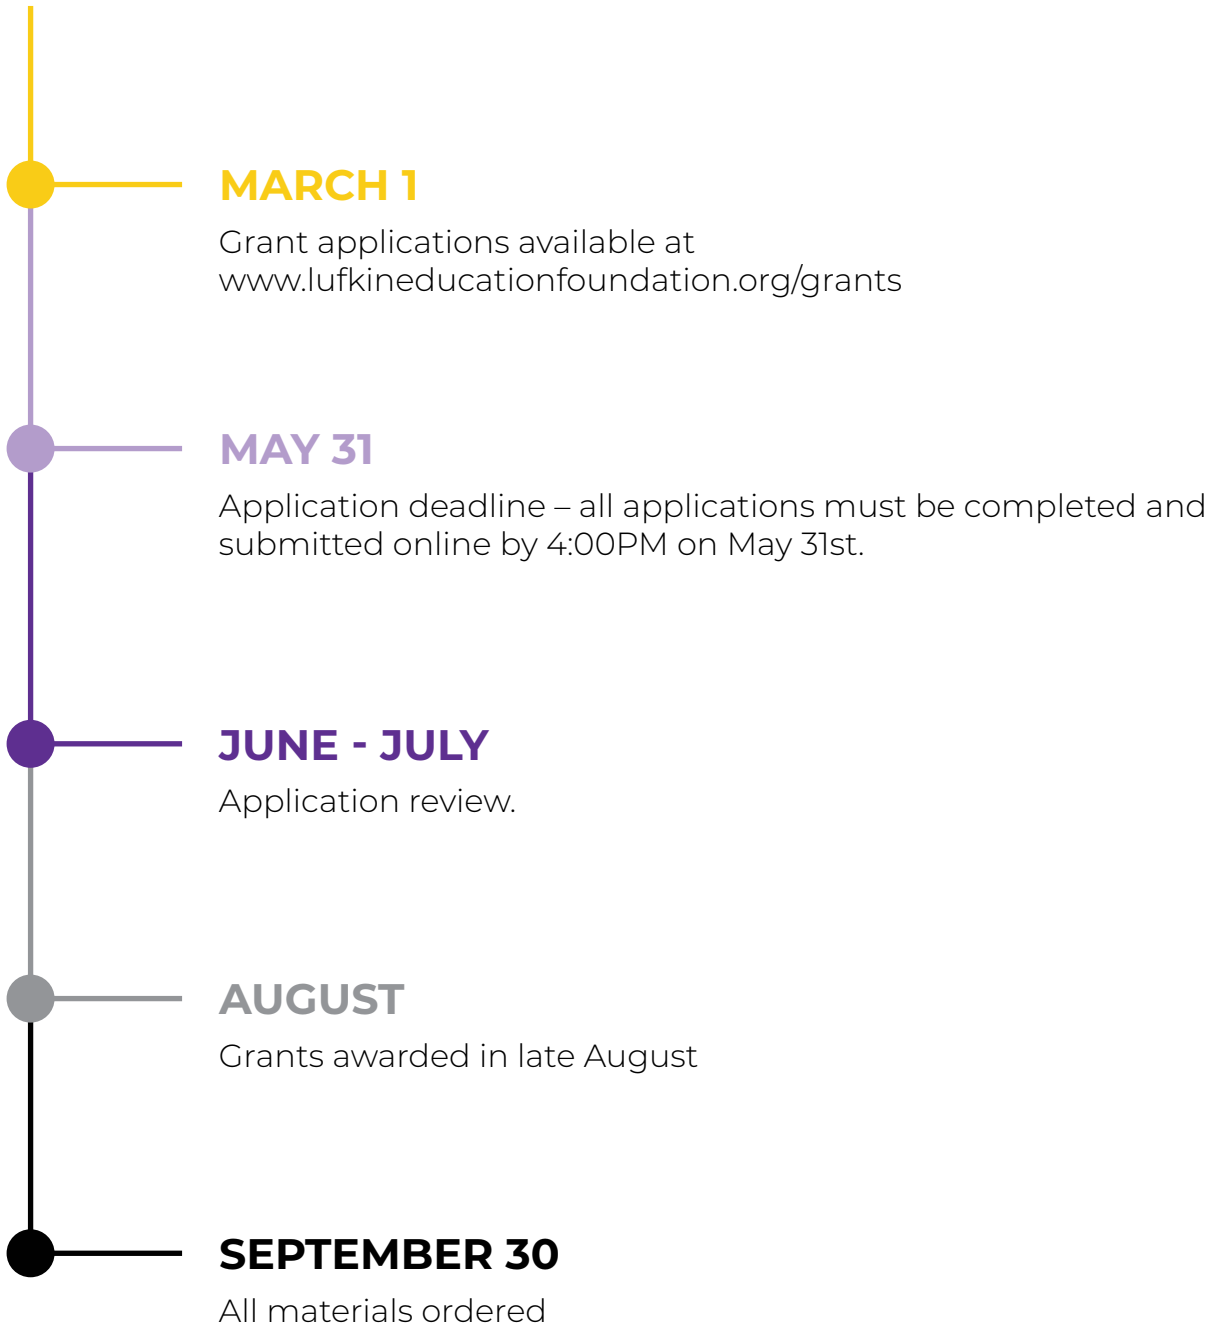 MARCH 1
Grant applications available at
www.lufkineducationfoundation.org/grants
MAY 31
Application deadline – all applications must be completed and
submitted online by 4:00PM on May 31st.
JUNE - JULY
Application review.
AUGUST
Grants awarded in late August
SEPTEMBER 30
All materials ordered